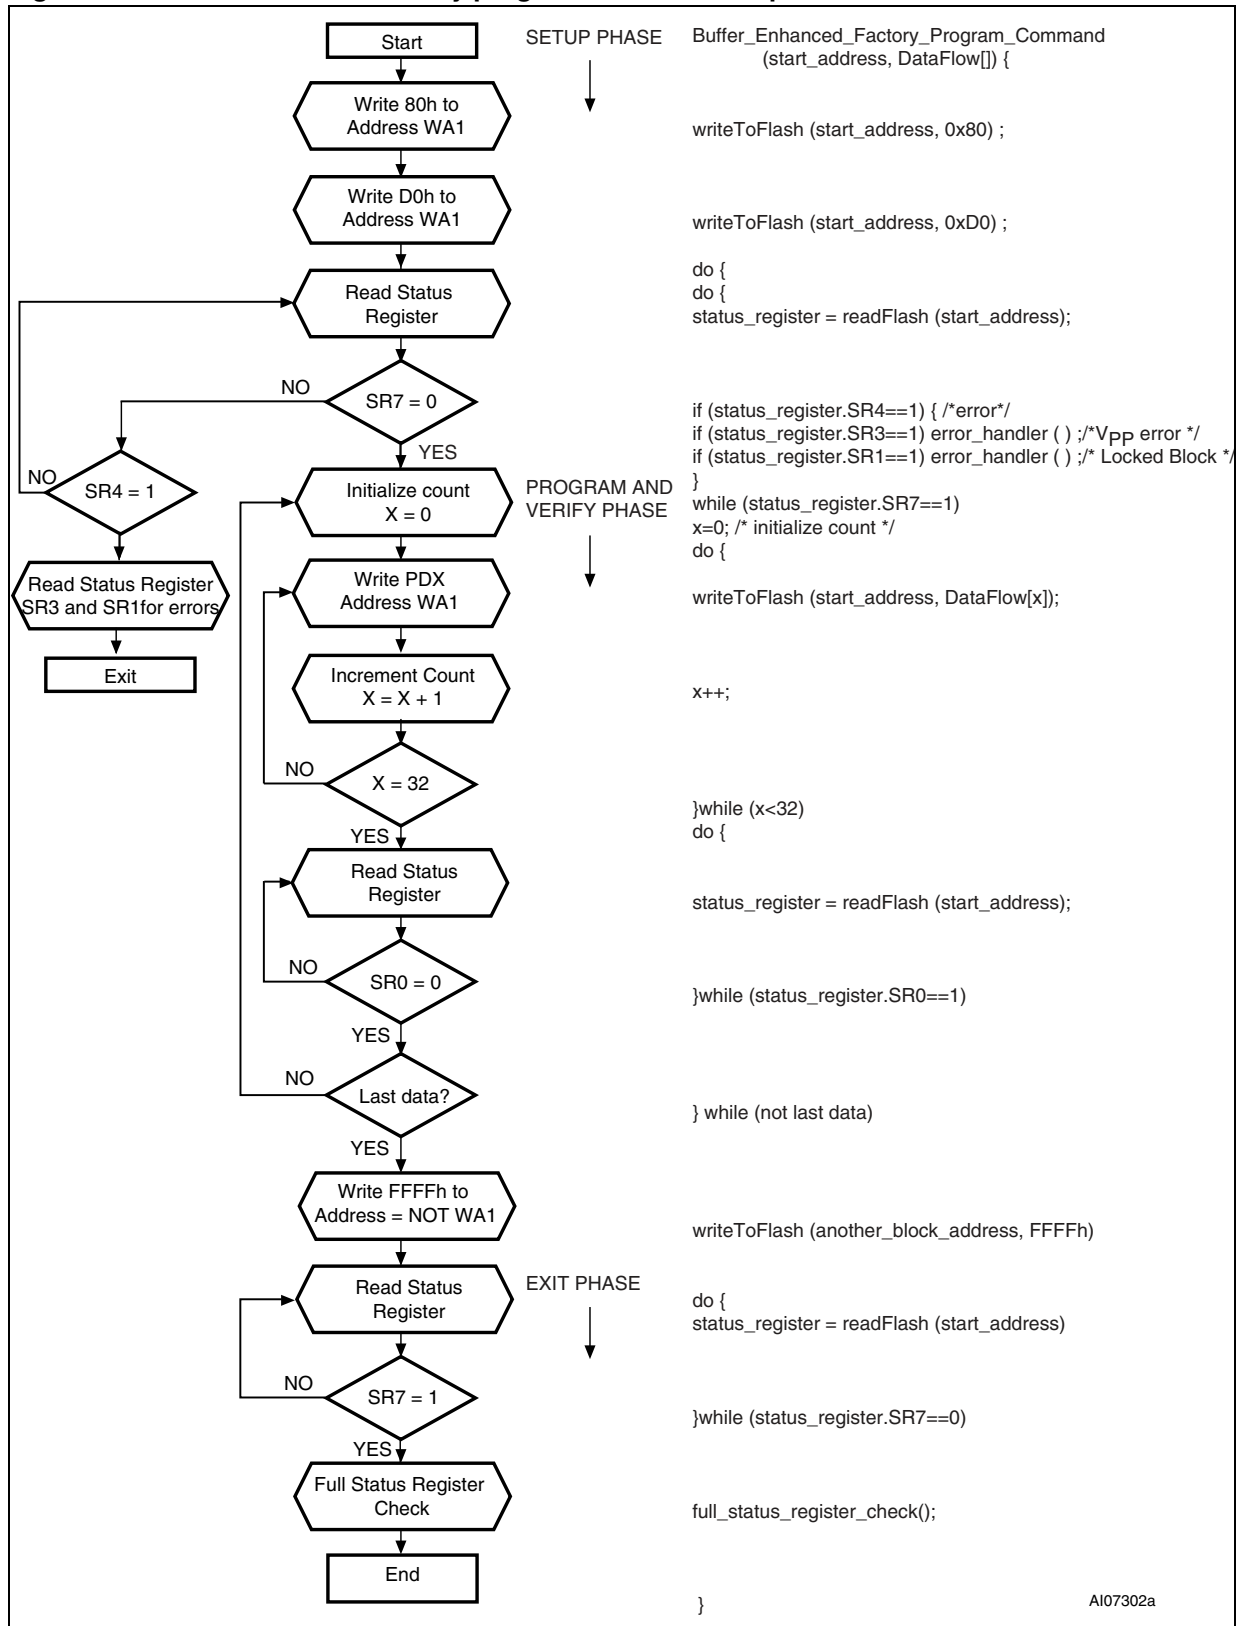 Start
Write 80h to
Address WA1
Write D0h to
Address WA1
Read Status
Register
NO
SR7 = 0
YES
NO
SR4 = 1
Read Status Register
SR3 and SR1for errors
Exit
Initialize count
X = 0
Write PDX
Address WA1
Increment Count
X = X + 1
NO
X = 32
YES
Read Status
Register
NO
SR0 = 0
YES
NO
Last data?
YES
Write FFFFh to
Address = NOT WA1
Read Status
Register
NO
SR7 = 1
YES
Full Status Register
Check
End
SETUP PHASE
PROGRAM AND
VERIFY PHASE
EXIT PHASE
Buffer_Enhanced_Factory_Program_Command
(start_address, DataFlow[]) {
writeToFlash (start_address, 0x80) ;
writeToFlash (start_address, 0xD0) ;
do {
do {
status_register = readFlash (start_address);
if (status_register.SR4==1) { /*error*/
if (status_register.SR3==1) error_handler ( ) ;/*VPP error */
if (status_register.SR1==1) error_handler ( ) ;/* Locked Block */
}
while (status_register.SR7==1)
x=0; /* initialize count */
do {
writeToFlash (start_address, DataFlow[x]);
x++;
}while (x<32)
do {
status_register = readFlash (start_address);
}while (status_register.SR0==1)
} while (not last data)
writeToFlash (another_block_address, FFFFh)
do {
status_register = readFlash (start_address)
}while (status_register.SR7==0)
full_status_register_check();
}
AI07302a